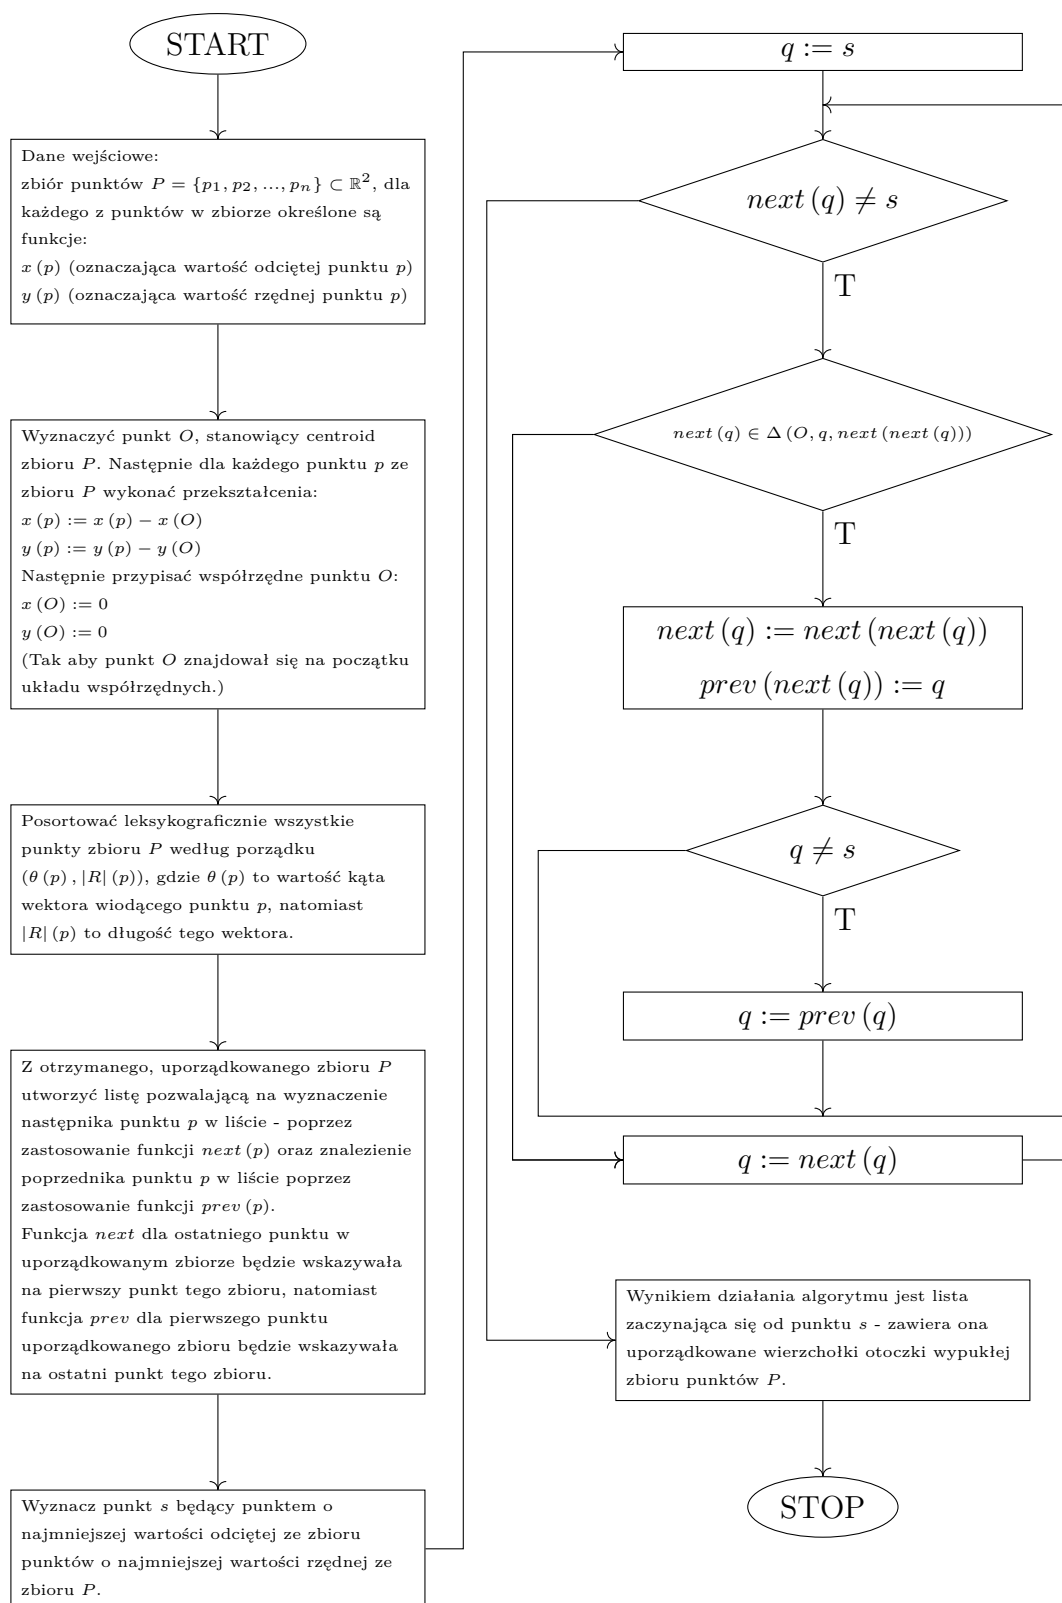 START
Dane wejściowe:
zbiór punktów P = {p₁, p₂, ..., pₙ} ⊂ ℝ², dla
każdego z punktów w zbiorze określone są
funkcje:
x (p) (oznaczająca wartość odciętej punktu p)
y (p) (oznaczająca wartość rzędnej punktu p)
Wyznaczyć punkt O, stanowiący centroid
zbioru P. Następnie dla każdego punktu p ze
zbioru P wykonać przekształcenia:
x (p) := x (p) − x (O)
y (p) := y (p) − y (O)
Następnie przypisać współrzędne punktu O:
x (O) := 0
y (O) := 0
(Tak aby punkt O znajdował się na początku
układu współrzędnych.)
Posortować leksykograficznie wszystkie
punkty zbioru P według porządku
(θ (p) , |R| (p)), gdzie θ (p) to wartość kąta
wektora wiodącego punktu p, natomiast
|R| (p) to długość tego wektora.
Z otrzymanego, uporządkowanego zbioru P
utworzyć listę pozwalającą na wyznaczenie
następnika punktu p w liście - poprzez
zastosowanie funkcji next (p) oraz znalezienie
poprzednika punktu p w liście poprzez
zastosowanie funkcji prev (p).
Funkcja next dla ostatniego punktu w
uporządkowanym zbiorze będzie wskazywała
na pierwszy punkt tego zbioru, natomiast
funkcja prev dla pierwszego punktu
uporządkowanego zbioru będzie wskazywała
na ostatni punkt tego zbioru.
Wyznacz punkt s będący punktem o
najmniejszej wartości odciętej ze zbioru
punktów o najmniejszej wartości rzędnej ze
zbioru P.
q := s
next (q) ≠ s
T
next (q) ∈ Δ (O, q, next (next (q)))
T
next (q) := next (next (q))
prev (next (q)) := q
q ≠ s
T
q := prev (q)
q := next (q)
Wynikiem działania algorytmu jest lista
zaczynająca się od punktu s - zawiera ona
uporządkowane wierzchołki otoczki wypukłej
zbioru punktów P.
STOP